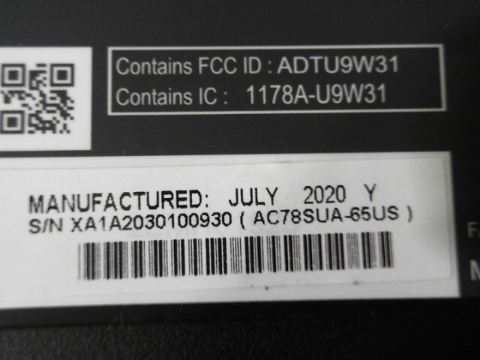 Contains FCC ID : ADTU9W31
Contains IC : 1178A-U9W31
MANUFACTURED: JULY 2020 Y
S/N XA1A2030100930 ( AC78SUA-65US )